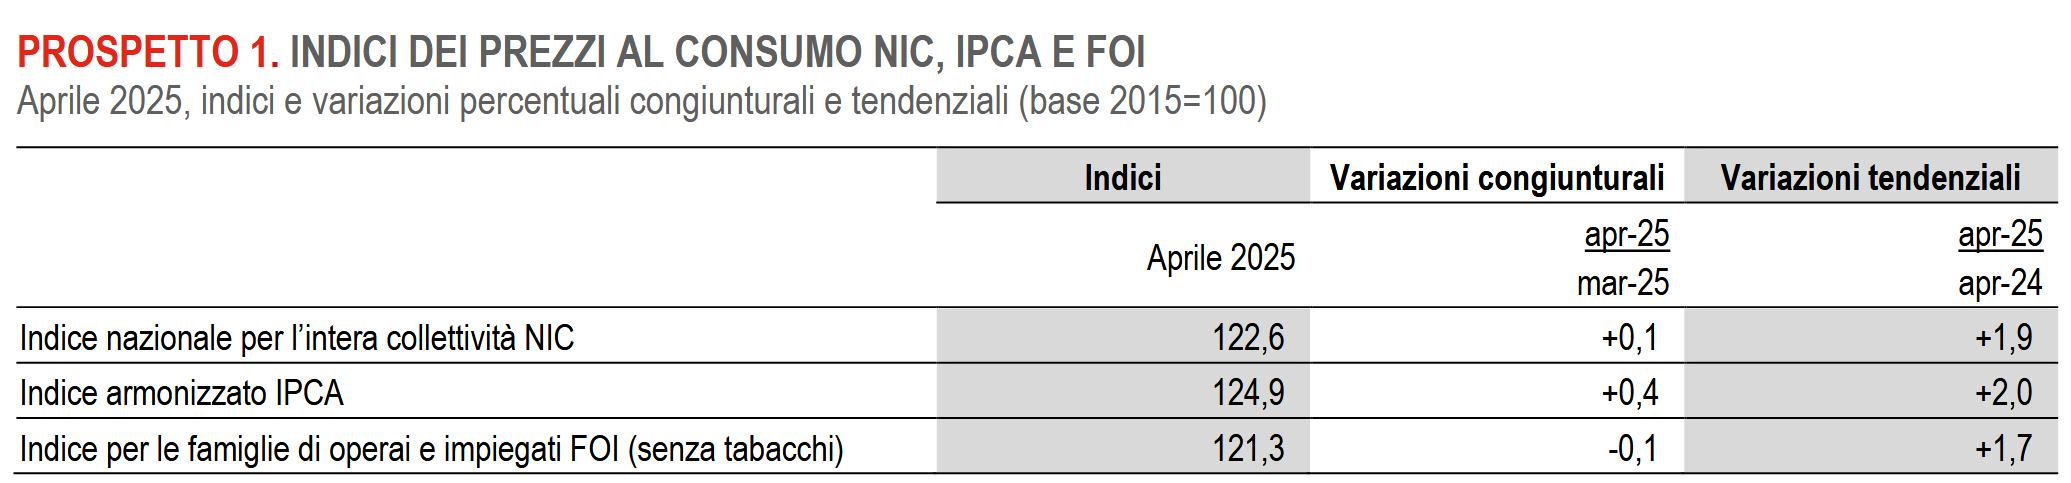 PROSPETTO 1. INDICI DEI PREZZI AL CONSUMO NIC, IPCA E FOI
Aprile 2025, indici e variazioni percentuali congiunturali e tendenziali (base 2015=100)
Indici Variazioni congiunturali Variazioni tendenziali
Aprile 2025 apr-25 apr-25
mar-25 apr-24
Indice nazionale per l’intera collettività NIC 122,6 +0,1 +1,9
Indice armonizzato IPCA 124,9 +0,4 +2,0
Indice per le famiglie di operai e impiegati FOI (senza tabacchi) 121,3 -0,1 +1,7